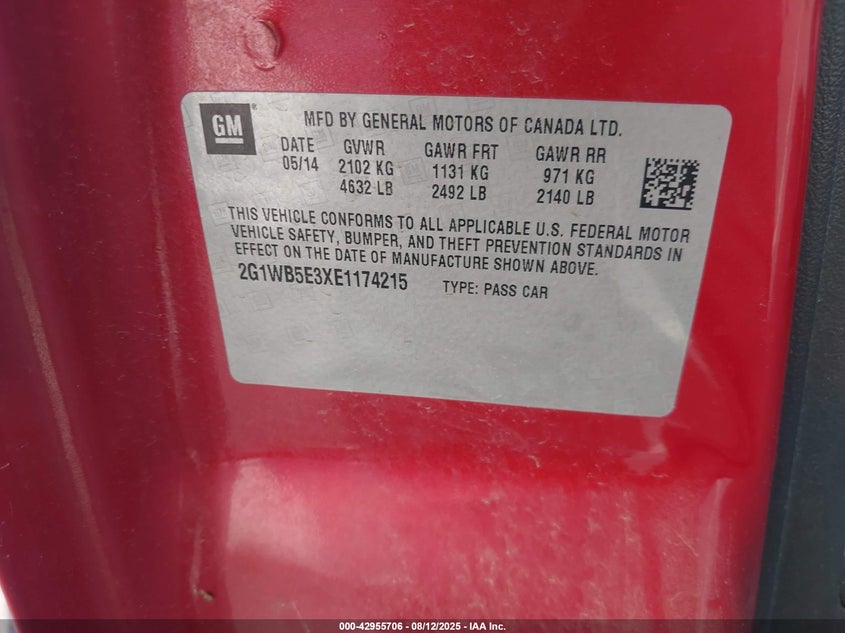 GM®
MFD BY GENERAL MOTORS OF CANADA LTD.
DATE GVWR GAWR FRT GAWR RR
05/14 2102 KG 1131 KG 971 KG
4632 LB 2492 LB 2140 LB
THIS VEHICLE CONFORMS TO ALL APPLICABLE U.S. FEDERAL MOTOR
VEHICLE SAFETY, BUMPER, AND THEFT PREVENTION STANDARDS IN
EFFECT ON THE DATE OF MANUFACTURE SHOWN ABOVE.
2G1WB5E3XE1174215 TYPE: PASS CAR
000-42955706 - 08/12/2025 - IAA Inc.